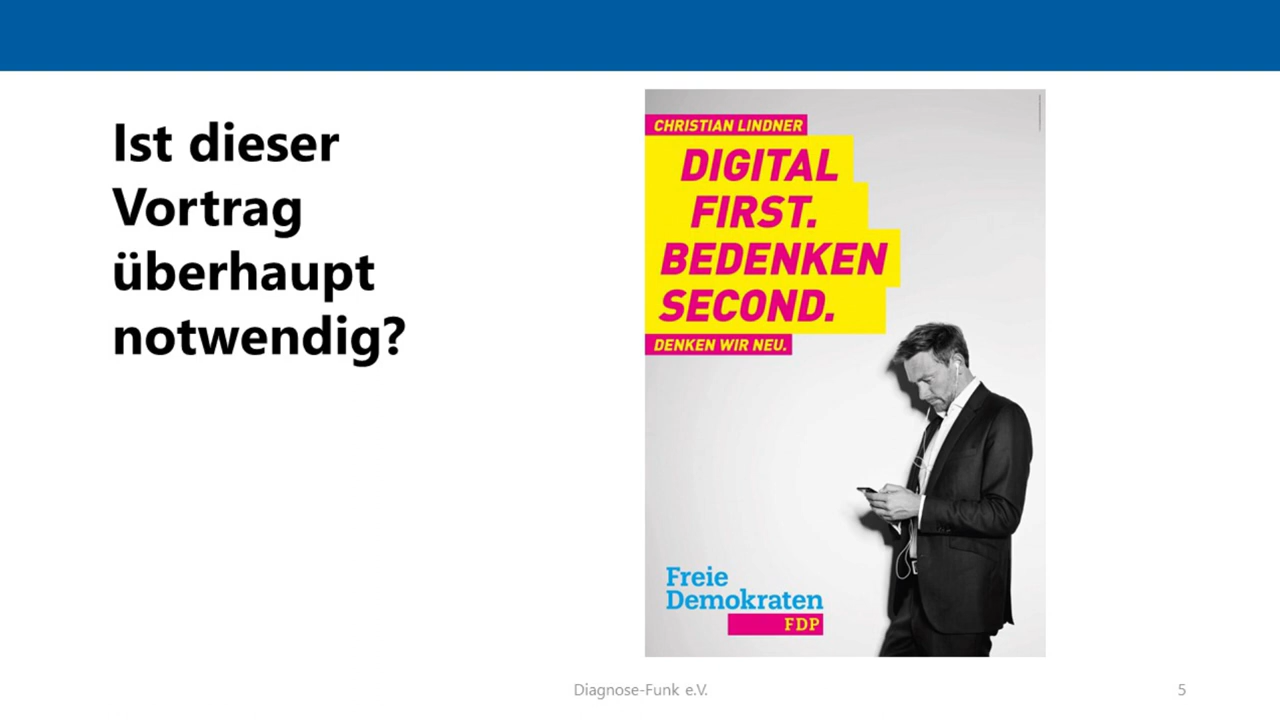 Ist dieser
Vortrag
überhaupt
notwendig?
CHRISTIAN LINDNER
DIGITAL
FIRST.
BEDENKEN
SECOND.
DENKEN WIR NEU.
Freie
Demokraten
FDP
Diagnose-Funk e.V.
5